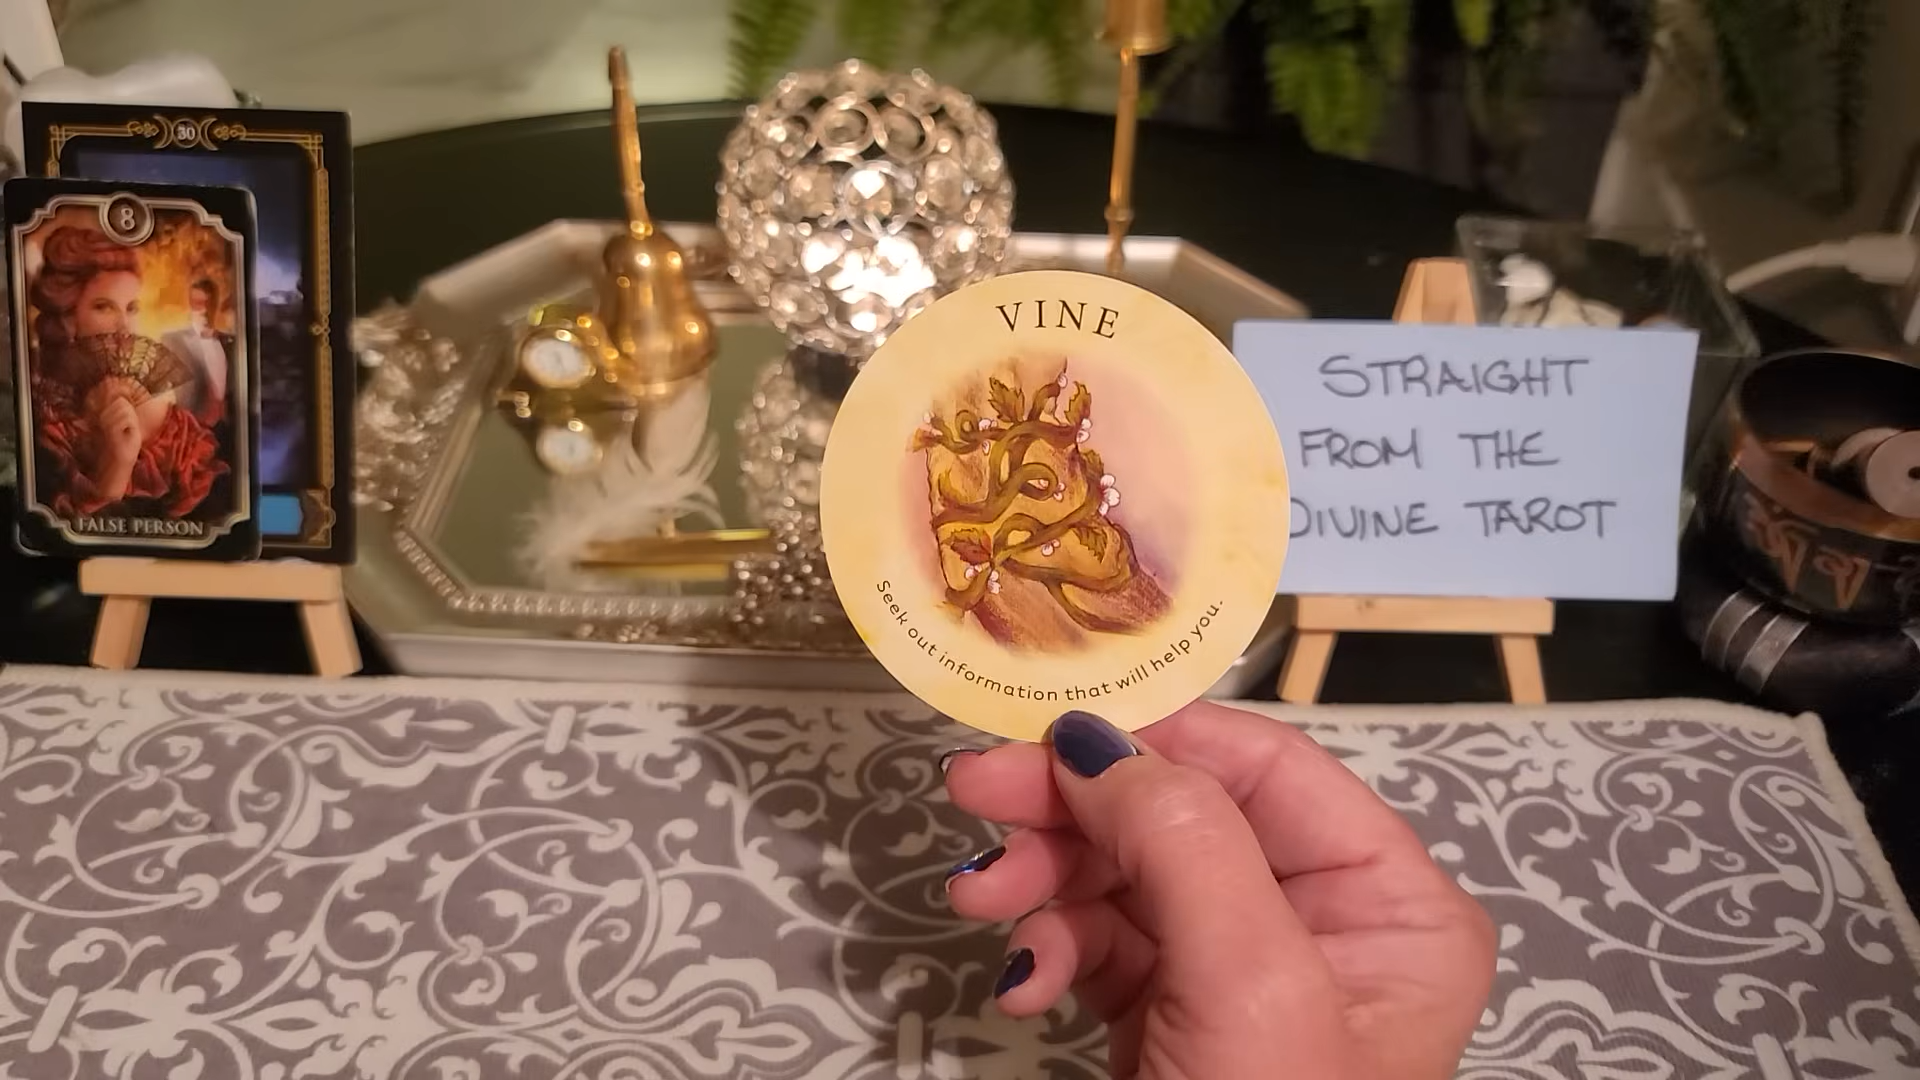 30
8
FALSE PERSON
VINE
Seek out information that will help you.
STRAIGHT
FROM THE
DIVINE TAROT